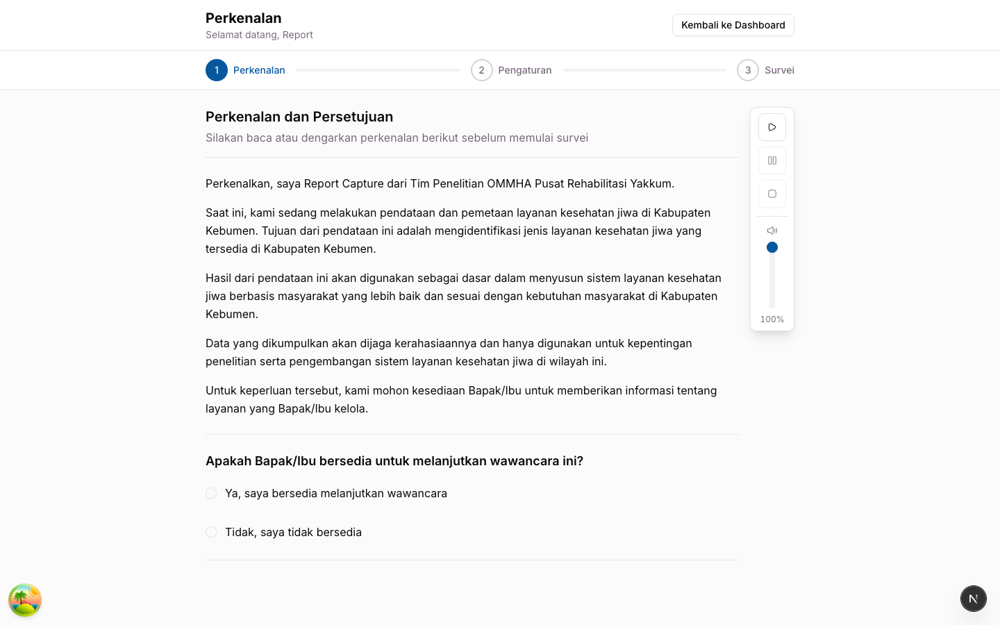 Perkenalan
Selamat datang, Report
Kembali ke Dashboard
1 Perkenalan
2 Pengaturan
3 Survei
Perkenalan dan Persetujuan
Silakan baca atau dengarkan perkenalan berikut sebelum memulai survei
Perkenalkan, saya Report Capture dari Tim Penelitian OMMHA Pusat Rehabilitasi Yakkum.
Saat ini, kami sedang melakukan pendataan dan pemetaan layanan kesehatan jiwa di Kabupaten
Kebumen. Tujuan dari pendataan ini adalah mengidentifikasi jenis layanan kesehatan jiwa yang
tersedia di Kabupaten Kebumen.
Hasil dari pendataan ini akan digunakan sebagai dasar dalam menyusun sistem layanan kesehatan
jiwa berbasis masyarakat yang lebih baik dan sesuai dengan kebutuhan masyarakat di Kabupaten
Kebumen.
Data yang dikumpulkan akan dijaga kerahasiaannya dan hanya digunakan untuk kepentingan
penelitian serta pengembangan sistem layanan kesehatan jiwa di wilayah ini.
Untuk keperluan tersebut, kami mohon kesediaan Bapak/Ibu untuk memberikan informasi tentang
layanan yang Bapak/Ibu kelola.
100%
Apakah Bapak/Ibu bersedia untuk melanjutkan wawancara ini?
Ya, saya bersedia melanjutkan wawancara
Tidak, saya tidak bersedia
N